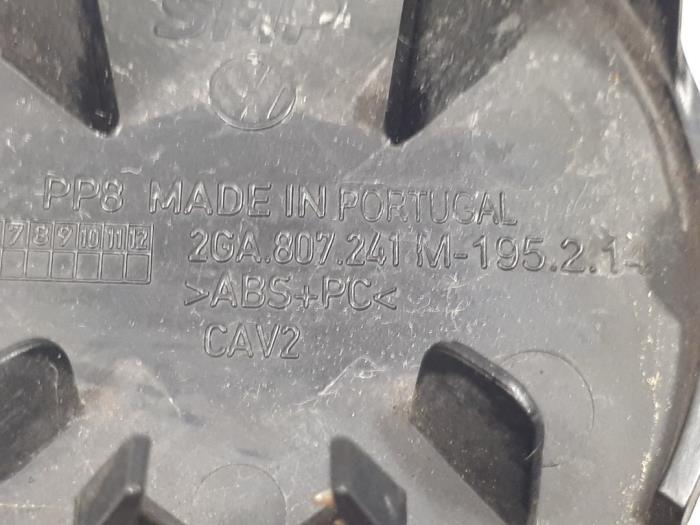 SMP
PP8 MADE IN PORTUGAL
7 8 9 10 11 12
2GA.807.241 M-195.2.1
>ABS+PC<
CAV2